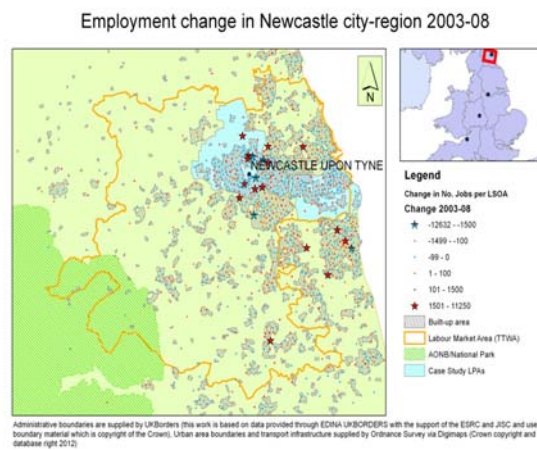 Employment change in Newcastle city-region 2003-08
N
NEWCASTLE UPON TYNE
Legend
Change in No. Jobs per LSOA
Change 2003-08
-12632 - -1500
-1499 - -100
-99 - 0
1 - 100
101 - 1500
1501 - 11250
Built-up area
Labour Market Area (TTWA)
AONB/National Park
Case Study LPAs
Administrative boundaries are supplied by UKBorders (this work is based on data provided through EDINA UKBORDERS with the support of the ESRC and JISC and use
boundary material which is copyright of the Crown), Urban area boundaries and transport infrastructure supplied by Ordnance Survey via Digimaps (Crown copyright and
database right 2012)